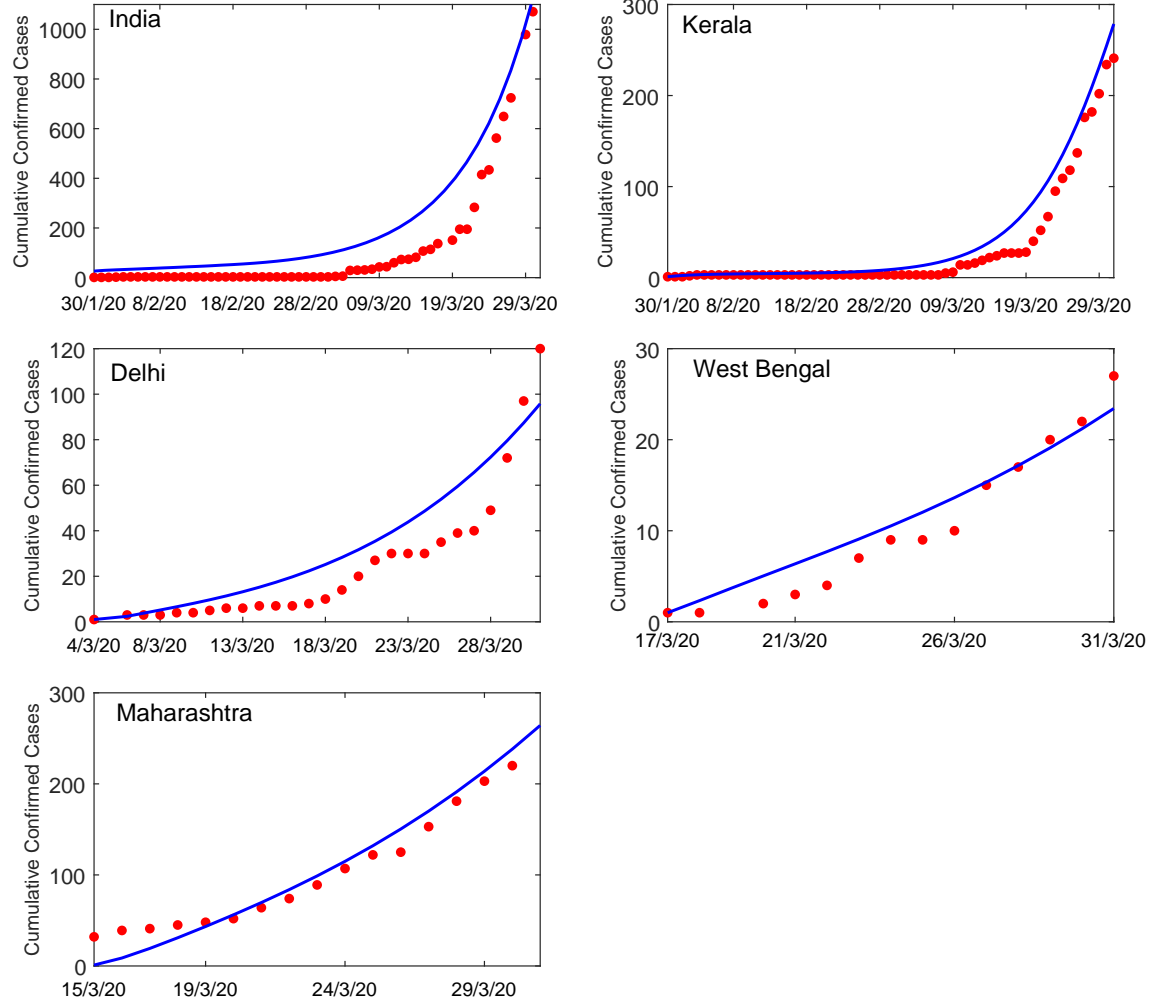 India
Cumulative Confirmed Cases
1000
800
600
400
200
0
30/1/20 8/2/20 18/2/20 28/2/20 09/3/20 19/3/20 29/3/20
Kerala
Cumulative Confirmed Cases
300
200
100
0
30/1/20 8/2/20 18/2/20 28/2/20 09/3/20 19/3/20 29/3/20
Delhi
Cumulative Confirmed Cases
120
100
80
60
40
20
0
4/3/20 8/3/20 13/3/20 18/3/20 23/3/20 28/3/20
West Bengal
Cumulative Confirmed Cases
30
20
10
0
17/3/20 21/3/20 26/3/20 31/3/20
Maharashtra
Cumulative Confirmed Cases
300
200
100
0
15/3/20 19/3/20 24/3/20 29/3/20